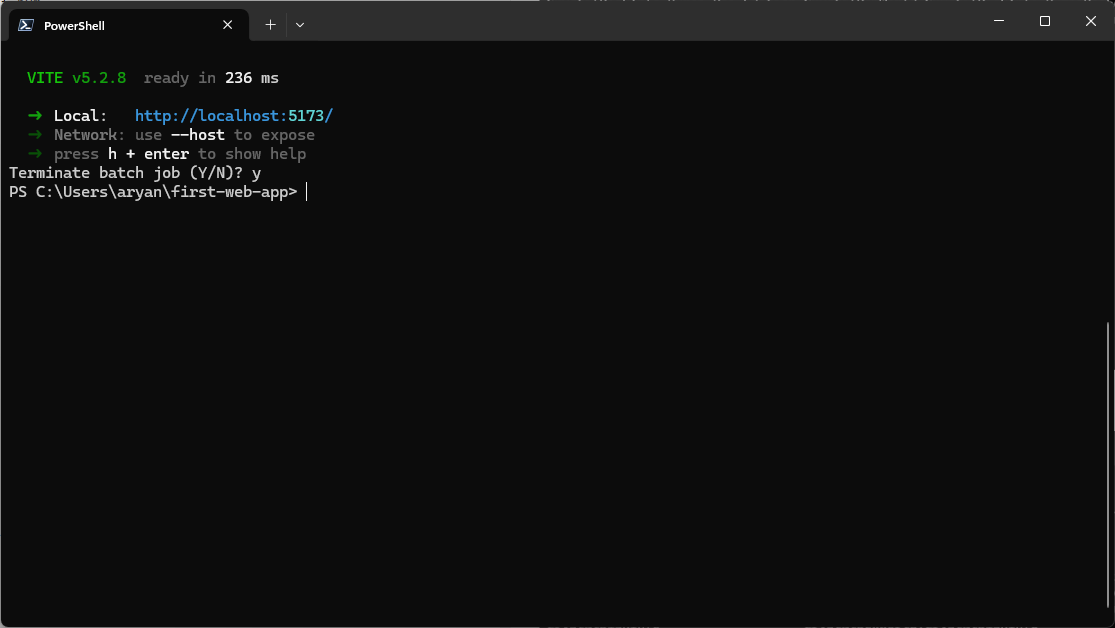 PowerShell
VITE v5.2.8 ready in 236 ms
➜ Local: http://localhost:5173/
➜ Network: use --host to expose
➜ press h + enter to show help
Terminate batch job (Y/N)? y
PS C:\Users\aryan\first-web-app>